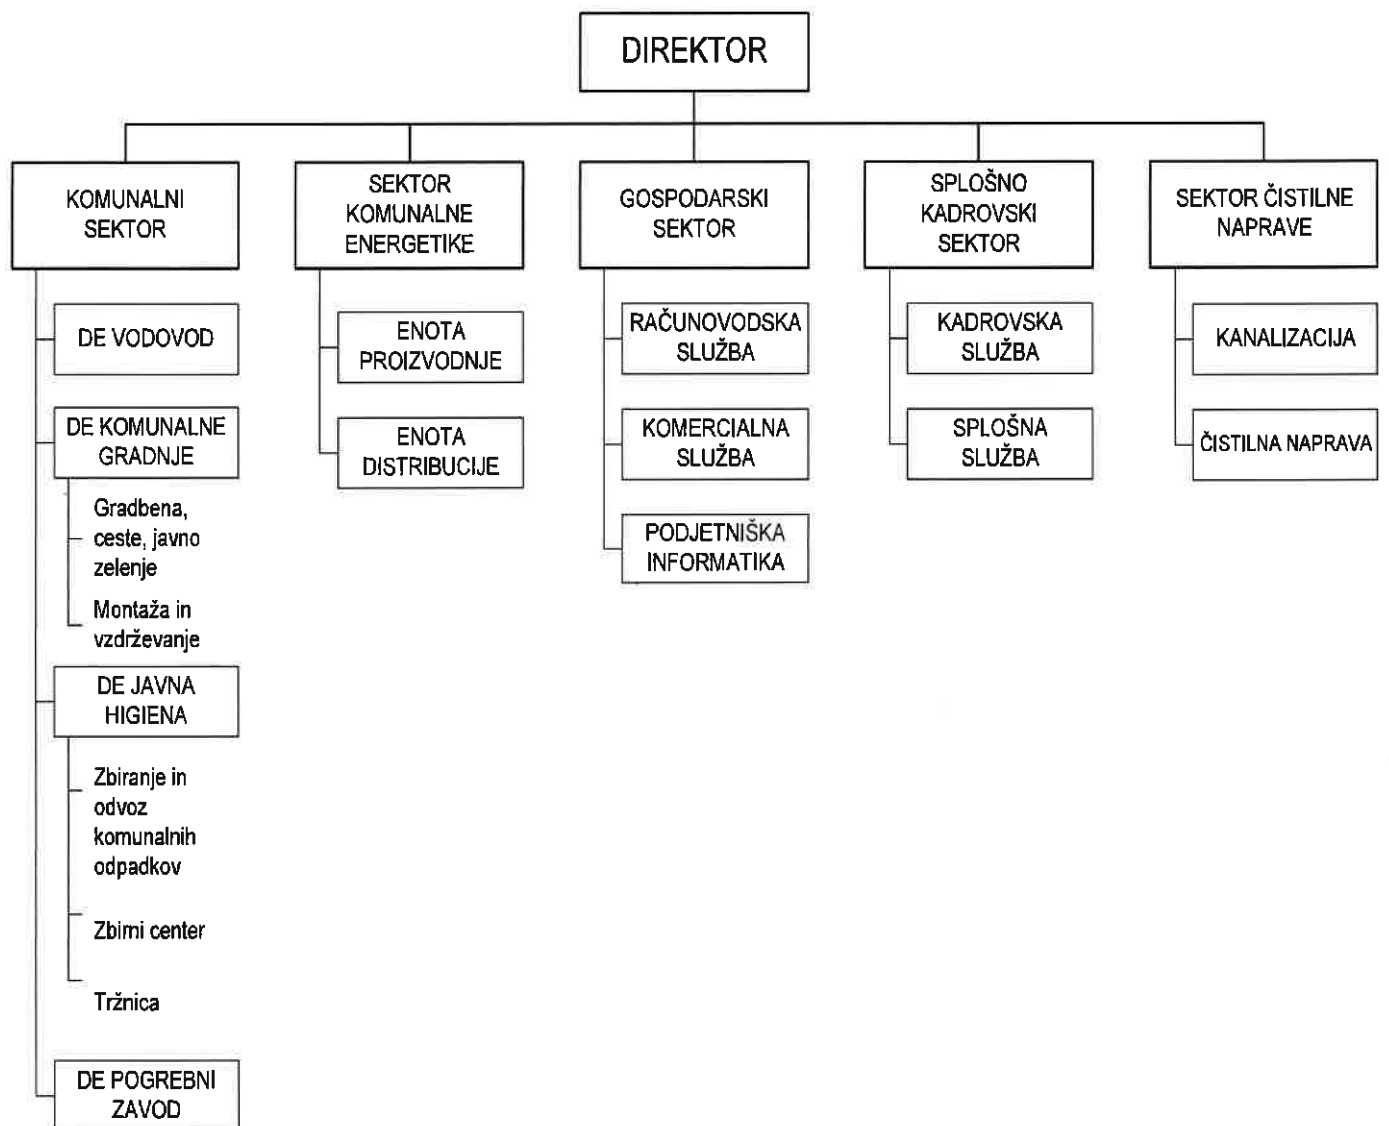 DIREKTOR
KOMUNALNI
SEKTOR
DE VODOVOD
DE KOMUNALNE
GRADNJE
Gradbena,
ceste, javno
zelenje
Montaža in
vzdrževanje
DE JAVNA
HIGIENA
Zbiranje in
odvoz
komunalnih
odpadkov
Zbirni center
Tržnica
DE POGREBNI
ZAVOD
SEKTOR
KOMUNALNE
ENERGETIKE
ENOTA
PROIZVODNJE
ENOTA
DISTRIBUCIJE
GOSPODARSKI
SEKTOR
RAČUNOVODSKA
SLUŽBA
KOMERCIALNA
SLUŽBA
PODJETNIŠKA
INFORMATIKA
SPLOŠNO
KADROVSKI
SEKTOR
KADROVSKA
SLUŽBA
SPLOŠNA
SLUŽBA
SEKTOR ČISTILNE
NAPRAVE
KANALIZACIJA
ČISTILNA NAPRAVA